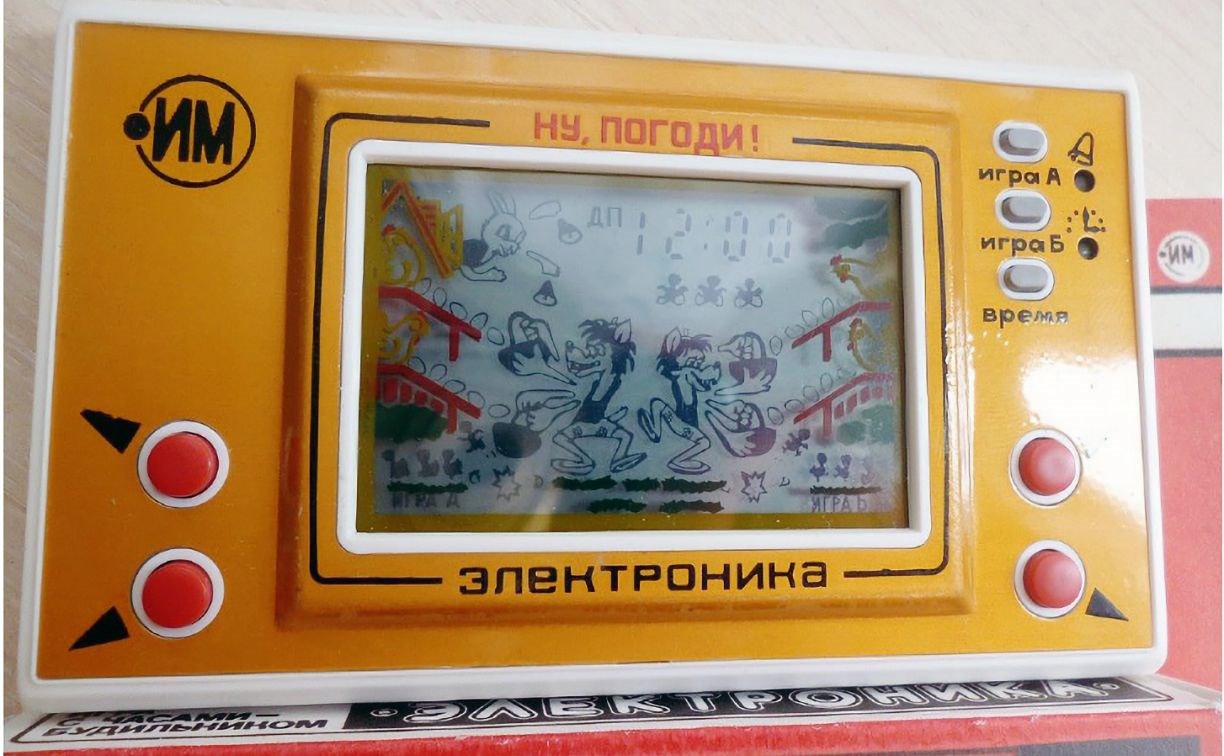 ИМ
НУ, ПОГОДИ!
игра А
игра Б
время
ДП 12:00
ИГРА А
ИГРА Б
ЭЛЕКТРОНИКА
ИМ
С ЧАСАМИ–
БУДИЛЬНИКОМ
·ЭЛЕКТРОНИКА·